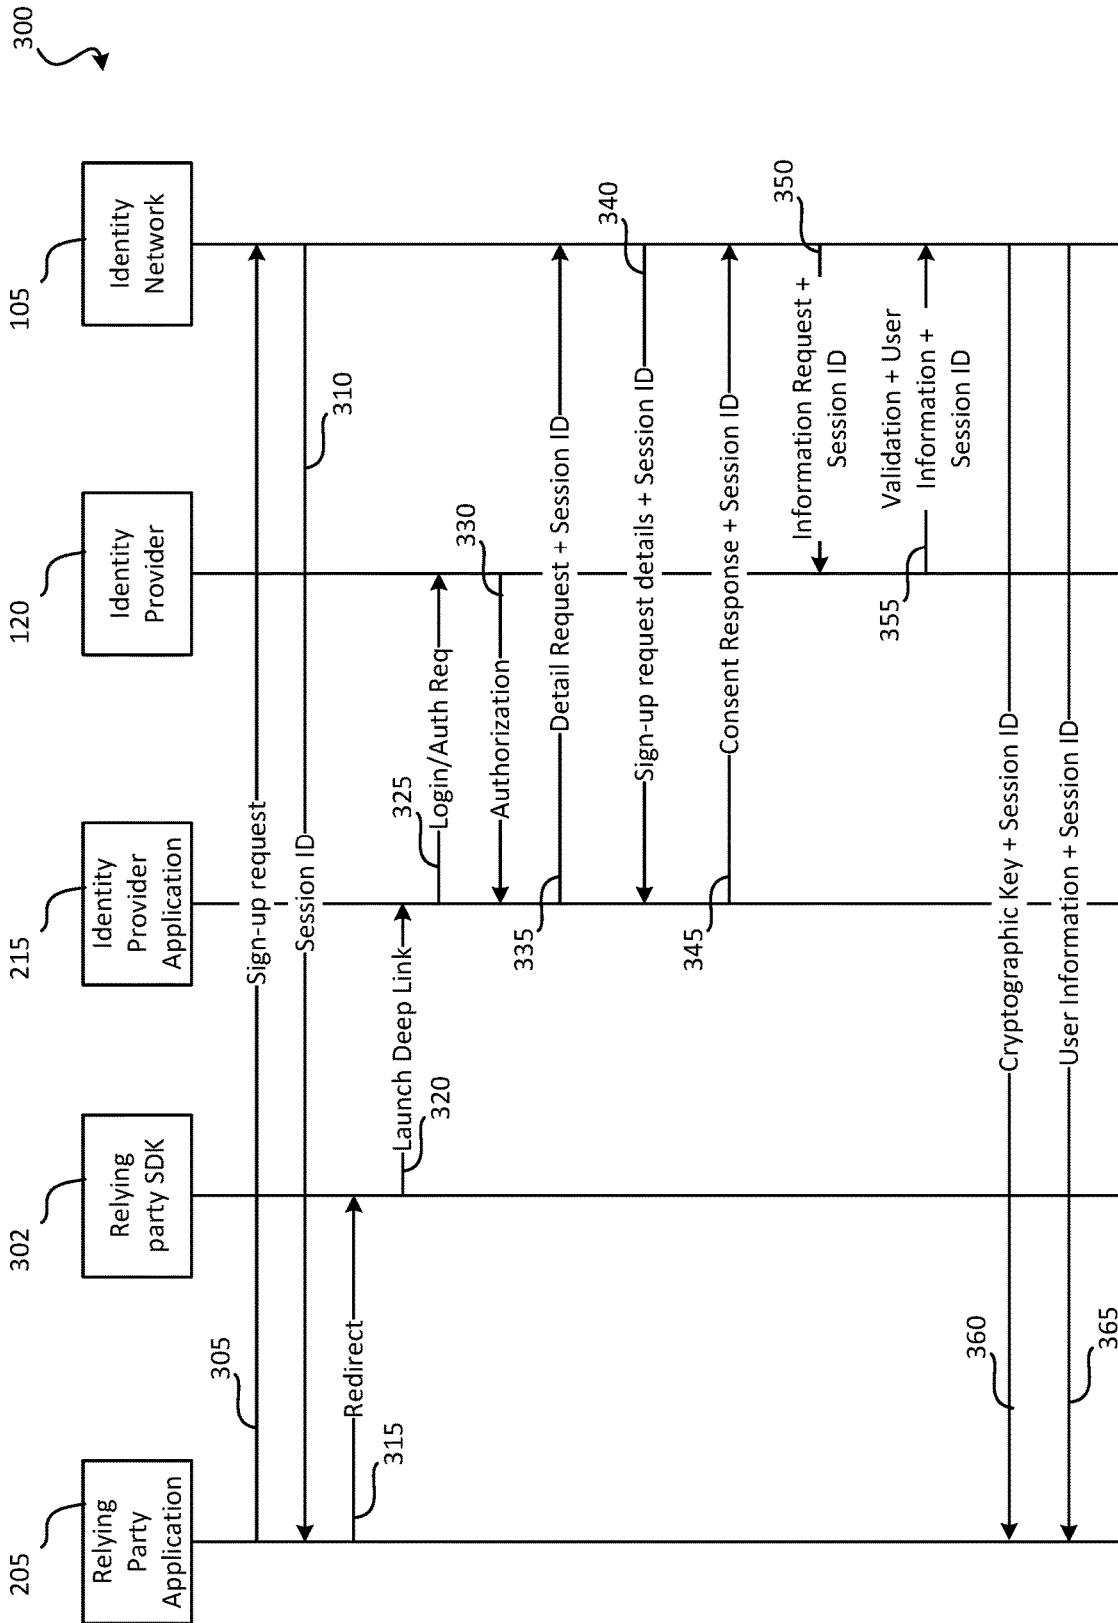 300
205
302
215
120
105
Relying
Party
Application
Relying
party SDK
Identity
Provider
Application
Identity
Provider
Identity
Network
305
Sign-up request
Session ID
310
Redirect
315
Launch Deep Link
320
325
Login/Auth Req
330
Authorization
335
Detail Request + Session ID
340
Sign-up request details + Session ID
345
Consent Response + Session ID
350
Information Request +
Session ID
355
Validation + User
Information +
Session ID
360
Cryptographic Key + Session ID
User Information + Session ID
365